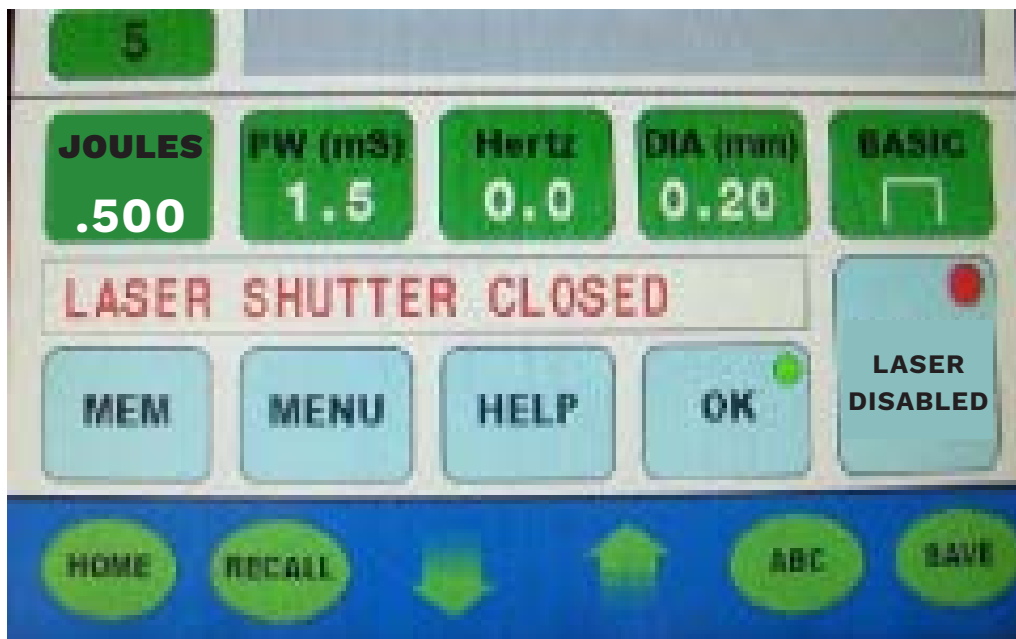 5
JOULES PW (mS) Hertz DIA (mm) BASIC
.500 1.5 0.0 0.20
LASER SHUTTER CLOSED
LASER
DISABLED
MEM MENU HELP OK
HOME RECALL ABC SAVE